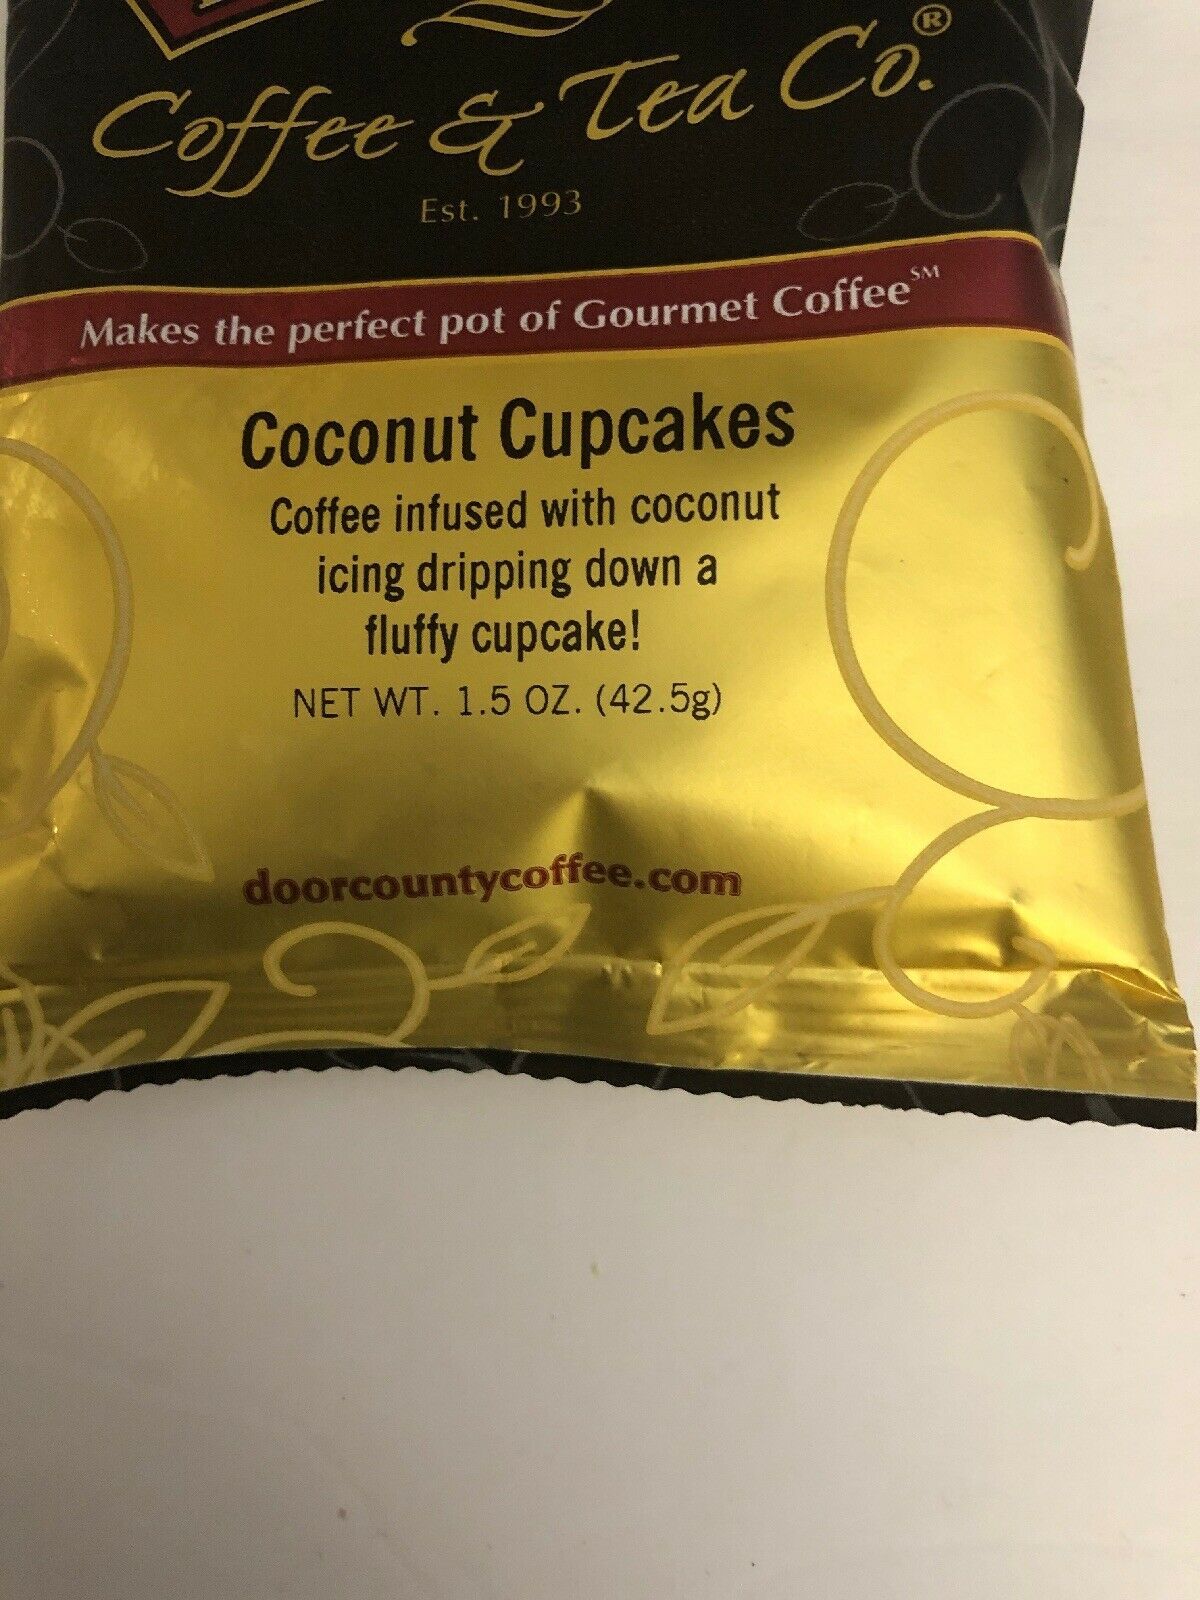 Coffee & Tea Co.®
Est. 1993
Makes the perfect pot of Gourmet Coffee℠
Coconut Cupcakes
Coffee infused with coconut
icing dripping down a
fluffy cupcake!
NET WT. 1.5 OZ. (42.5g)
doorcountycoffee.com